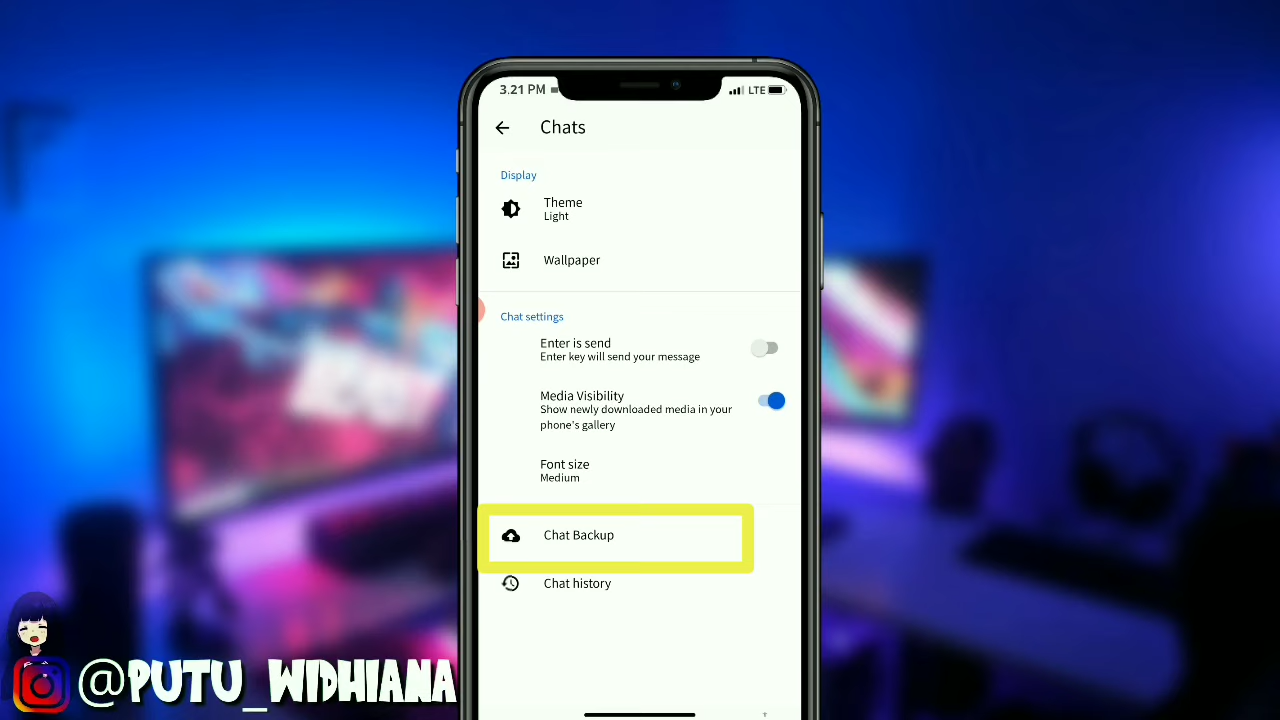 3.21 PM
LTE
Chats
Display
Theme
Light
Wallpaper
Chat settings
Enter is send
Enter key will send your message
Media Visibility
Show newly downloaded media in your
phone's gallery
Font size
Medium
Chat Backup
Chat history
@PUTU_WIDHIANA